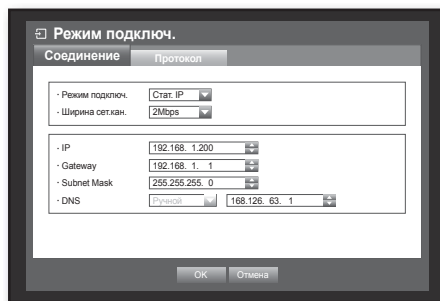 Режим подключ.
Соединение Протокол
· Режим подключ. Стат. IP
· Ширина сет.кан. 2Mbps
· IP 192.168. 1.200
· Gateway 192.168. 1. 1
· Subnet Mask 255.255.255. 0
· DNS Ручной 168.126. 63. 1
OK Отмена